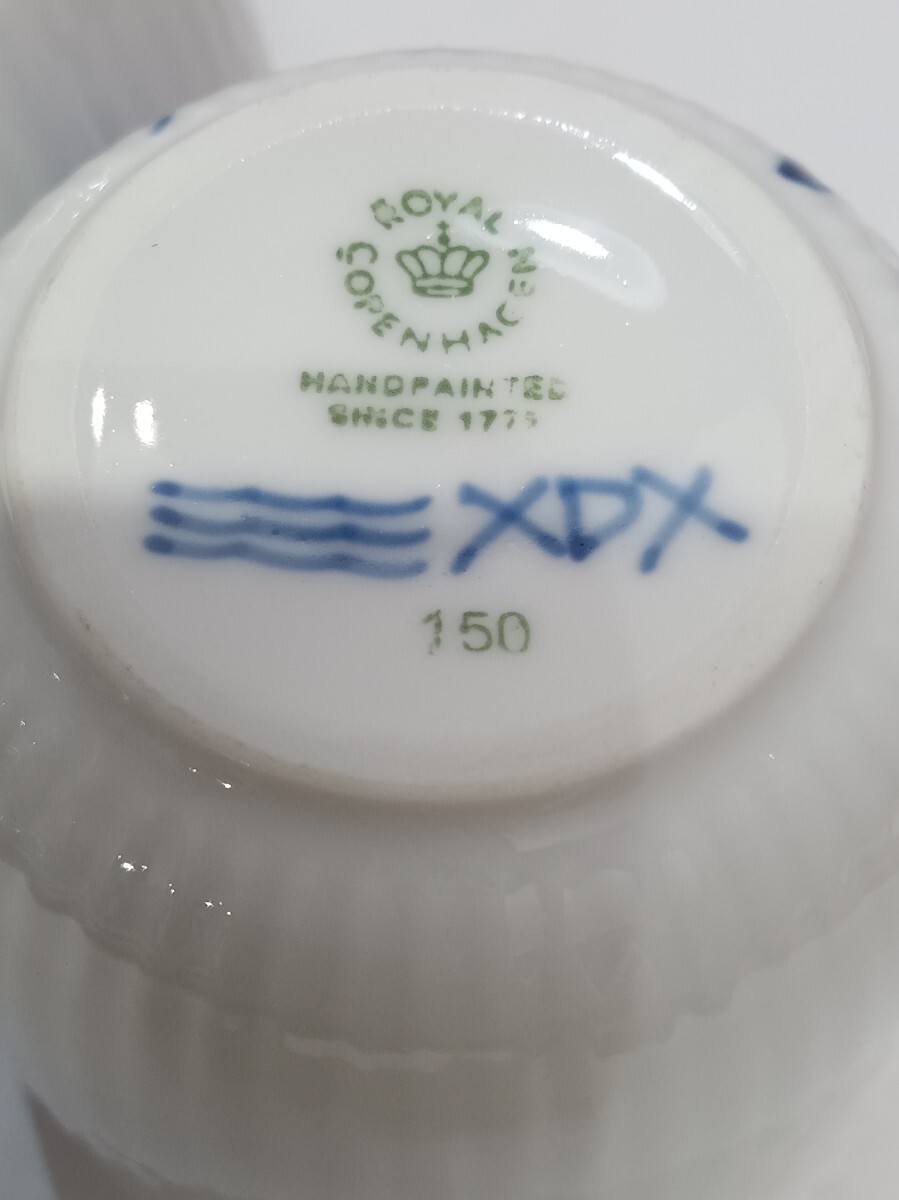 ROYAL
COPENHAGEN
HANDPAINTED
SINCE 1775
XDX
150